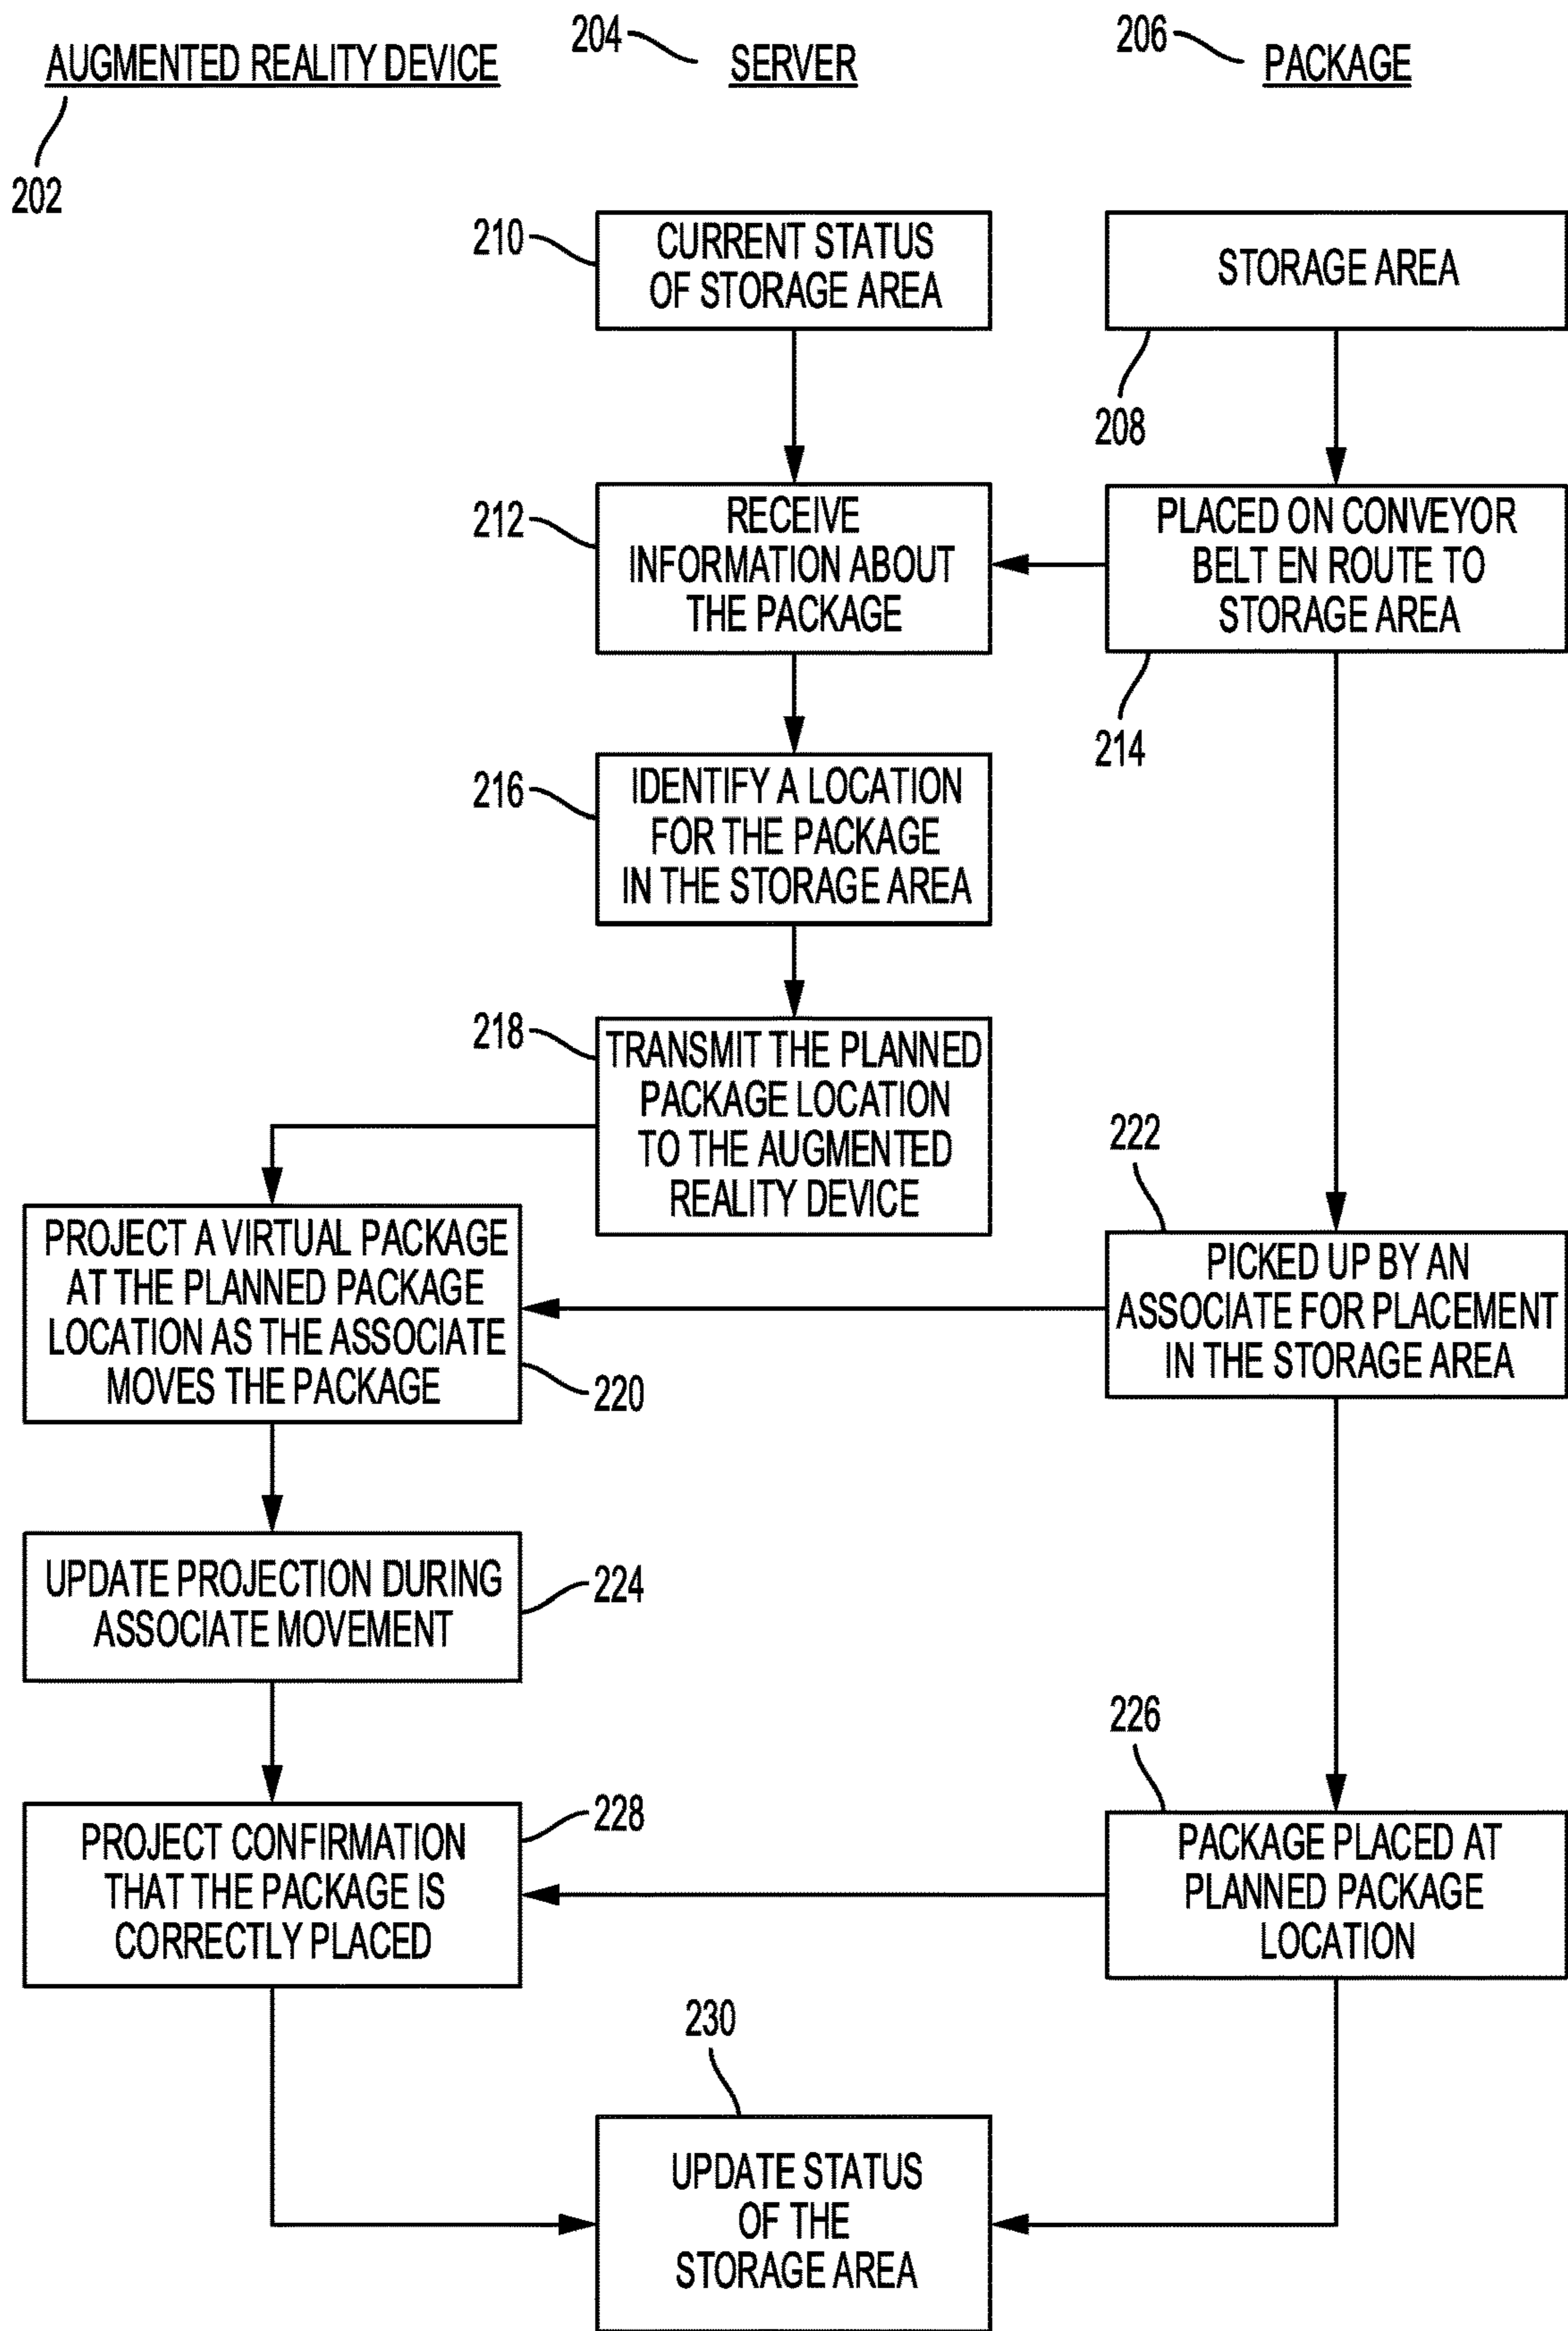 AUGMENTED REALITY DEVICE
202
204
SERVER
206
PACKAGE
210
CURRENT STATUS
OF STORAGE AREA
STORAGE AREA
208
212
RECEIVE
INFORMATION ABOUT
THE PACKAGE
PLACED ON CONVEYOR
BELT EN ROUTE TO
STORAGE AREA
214
216
IDENTIFY A LOCATION
FOR THE PACKAGE
IN THE STORAGE AREA
218
TRANSMIT THE PLANNED
PACKAGE LOCATION
TO THE AUGMENTED
REALITY DEVICE
PROJECT A VIRTUAL PACKAGE
AT THE PLANNED PACKAGE
LOCATION AS THE ASSOCIATE
MOVES THE PACKAGE
220
222
PICKED UP BY AN
ASSOCIATE FOR PLACEMENT
IN THE STORAGE AREA
UPDATE PROJECTION DURING
ASSOCIATE MOVEMENT
224
226
PACKAGE PLACED AT
PLANNED PACKAGE
LOCATION
PROJECT CONFIRMATION
THAT THE PACKAGE IS
CORRECTLY PLACED
228
230
UPDATE STATUS
OF THE
STORAGE AREA